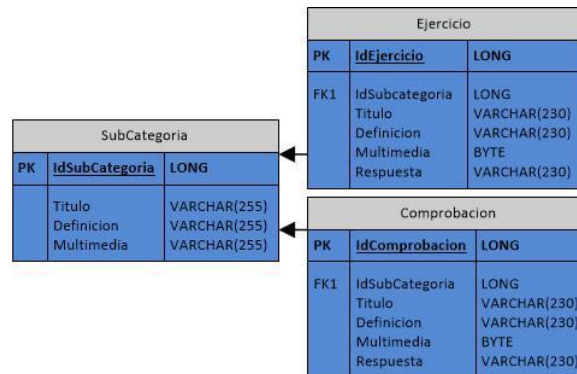 Ejercicio
PK IdEjercicio LONG
FK1 IdSubcategoria LONG
Titulo VARCHAR(230)
Definicion VARCHAR(230)
Multimedia BYTE
Respuesta VARCHAR(230)
SubCategoria
PK IdSubCategoria LONG
Titulo VARCHAR(255)
Definicion VARCHAR(255)
Multimedia VARCHAR(255)
Comprobacion
PK IdComprobacion LONG
FK1 IdSubCategoria LONG
Titulo VARCHAR(230)
Definicion VARCHAR(230)
Multimedia BYTE
Respuesta VARCHAR(230)